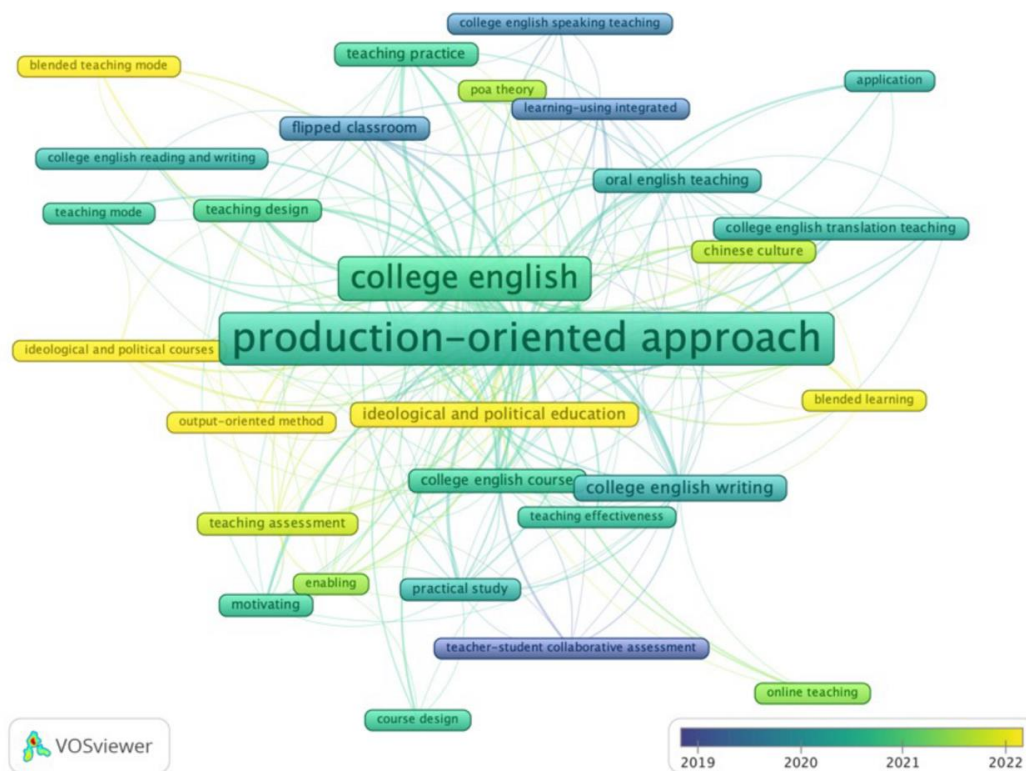 college english speaking teaching
teaching practice
blended teaching mode
application
poa theory
learning-using integrated
flipped classroom
college english reading and writing
oral english teaching
teaching mode
teaching design
college english translation teaching
chinese culture
college english
production-oriented approach
ideological and political courses
blended learning
ideological and political education
output-oriented method
college english course
college english writing
teaching effectiveness
teaching assessment
enabling
practical study
motivating
teacher-student collaborative assessment
online teaching
course design
VOSviewer
2019 2020 2021 2022